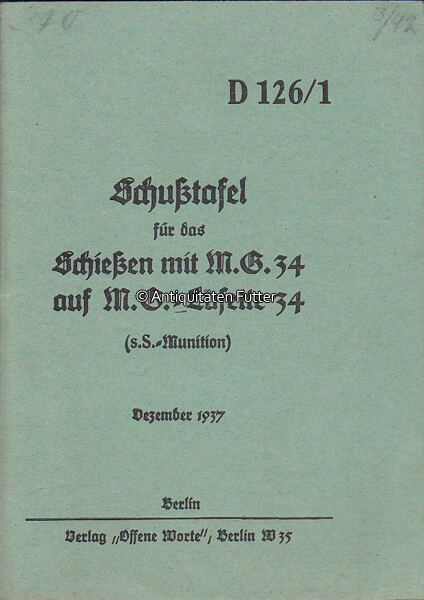 3/42
D 126/1
Schußtafel
für das
Schießen mit M.G. 34
auf M.G.-Lafette 34
© Antiquitäten Futter
(s.S.-Munition)
Dezember 1937
Berlin
Verlag „Offene Worte“, Berlin W 35